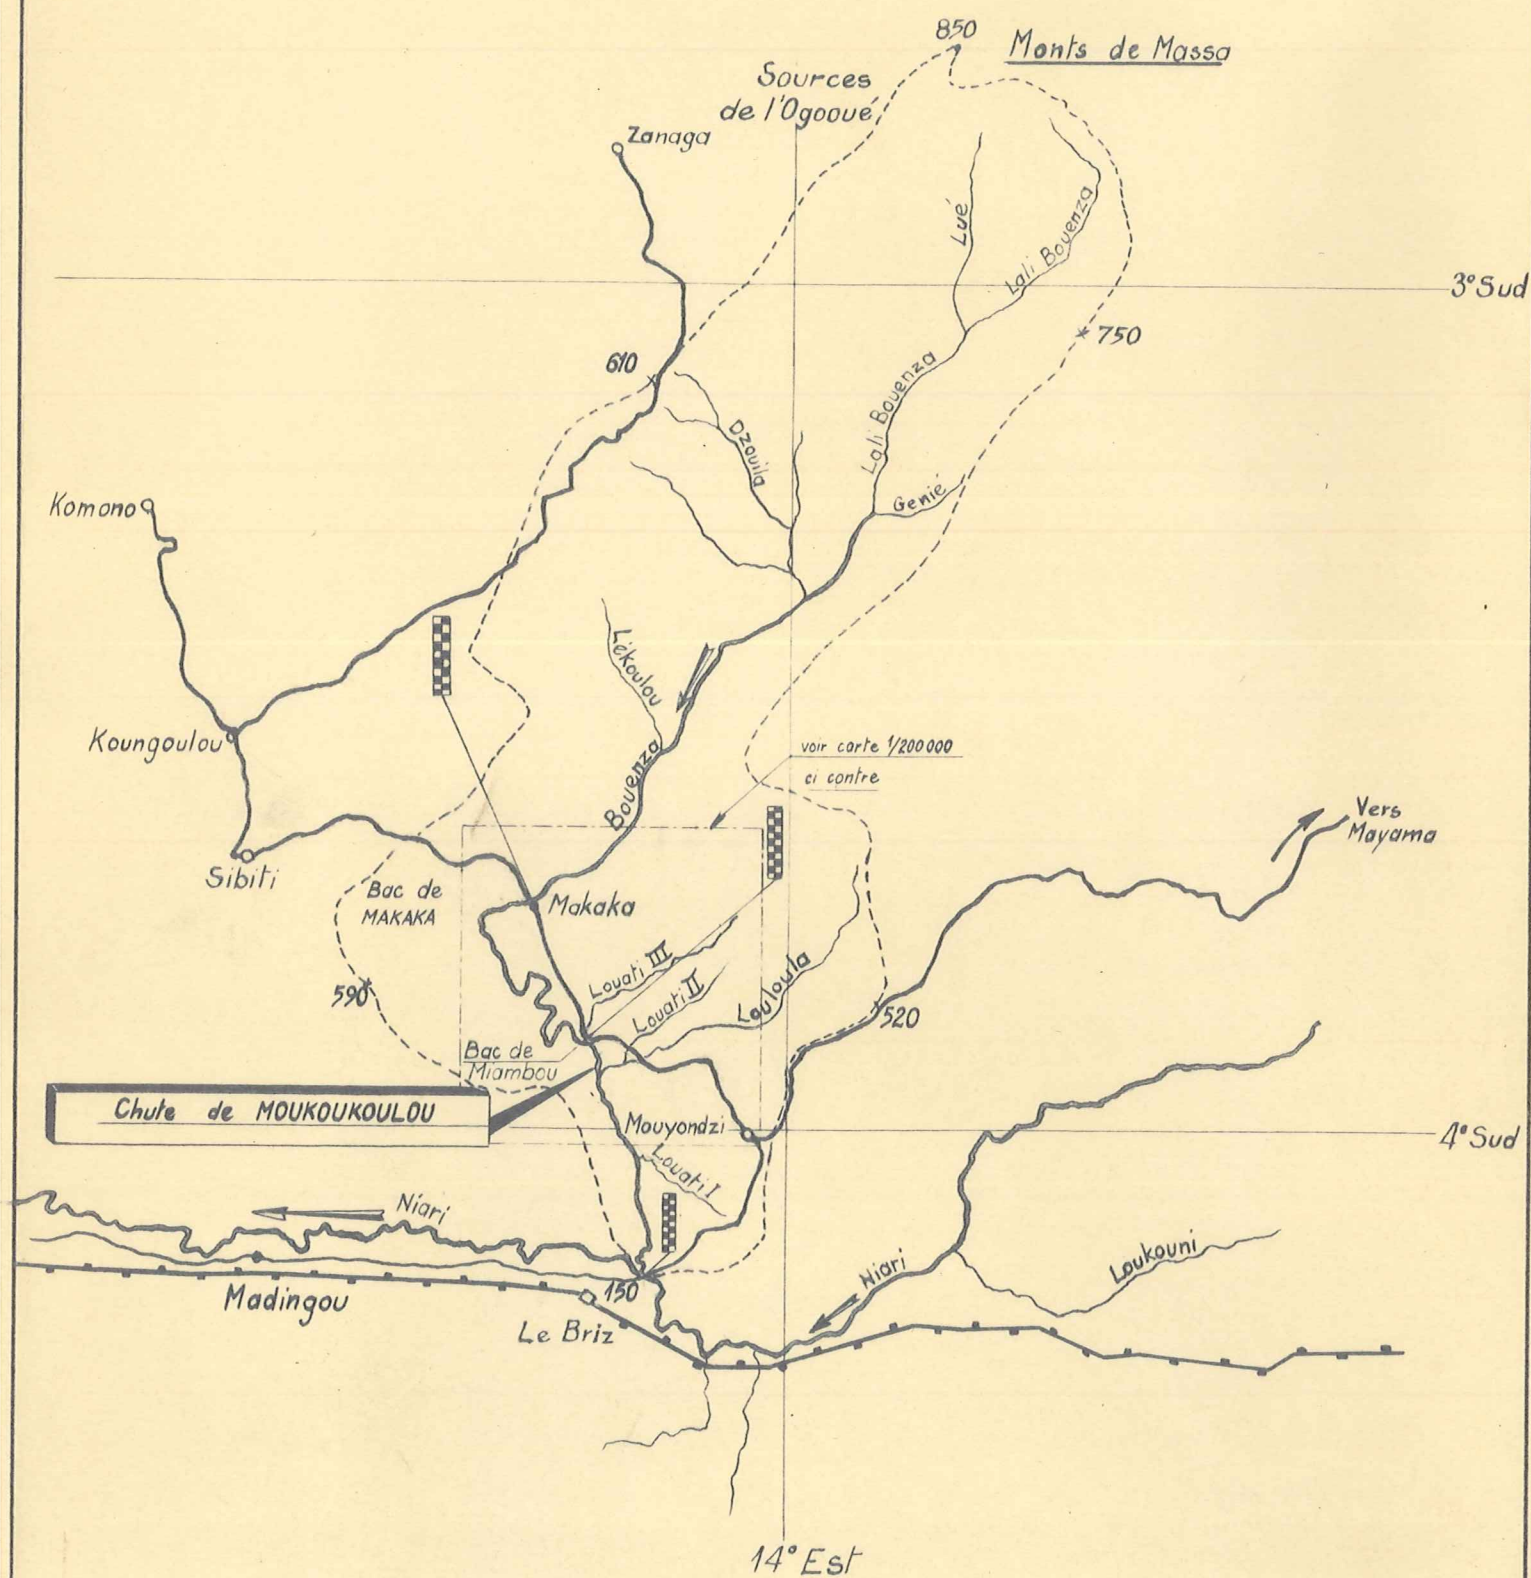 850
Monts de Massa
Sources
de l'Ogooué
Zanaga
Lué
Lali Bouenza
3° Sud
750
610
Lali Bouenza
Dzouila
Genié
Komono
Lékoulou
Koungoulou
voir carte 1/200000
ci contre
Bouenza
Vers
Mayama
Sibiti
Bac de
MAKAKA
Makaka
Louati III
Louati II
Louloula
590
520
Bac de
Miambou
Chute de MOUKOUKOULOU
Mouyondzi
4° Sud
Louati I
Niari
Loukouni
Niari
150
Madingou
Le Briz
14° Est